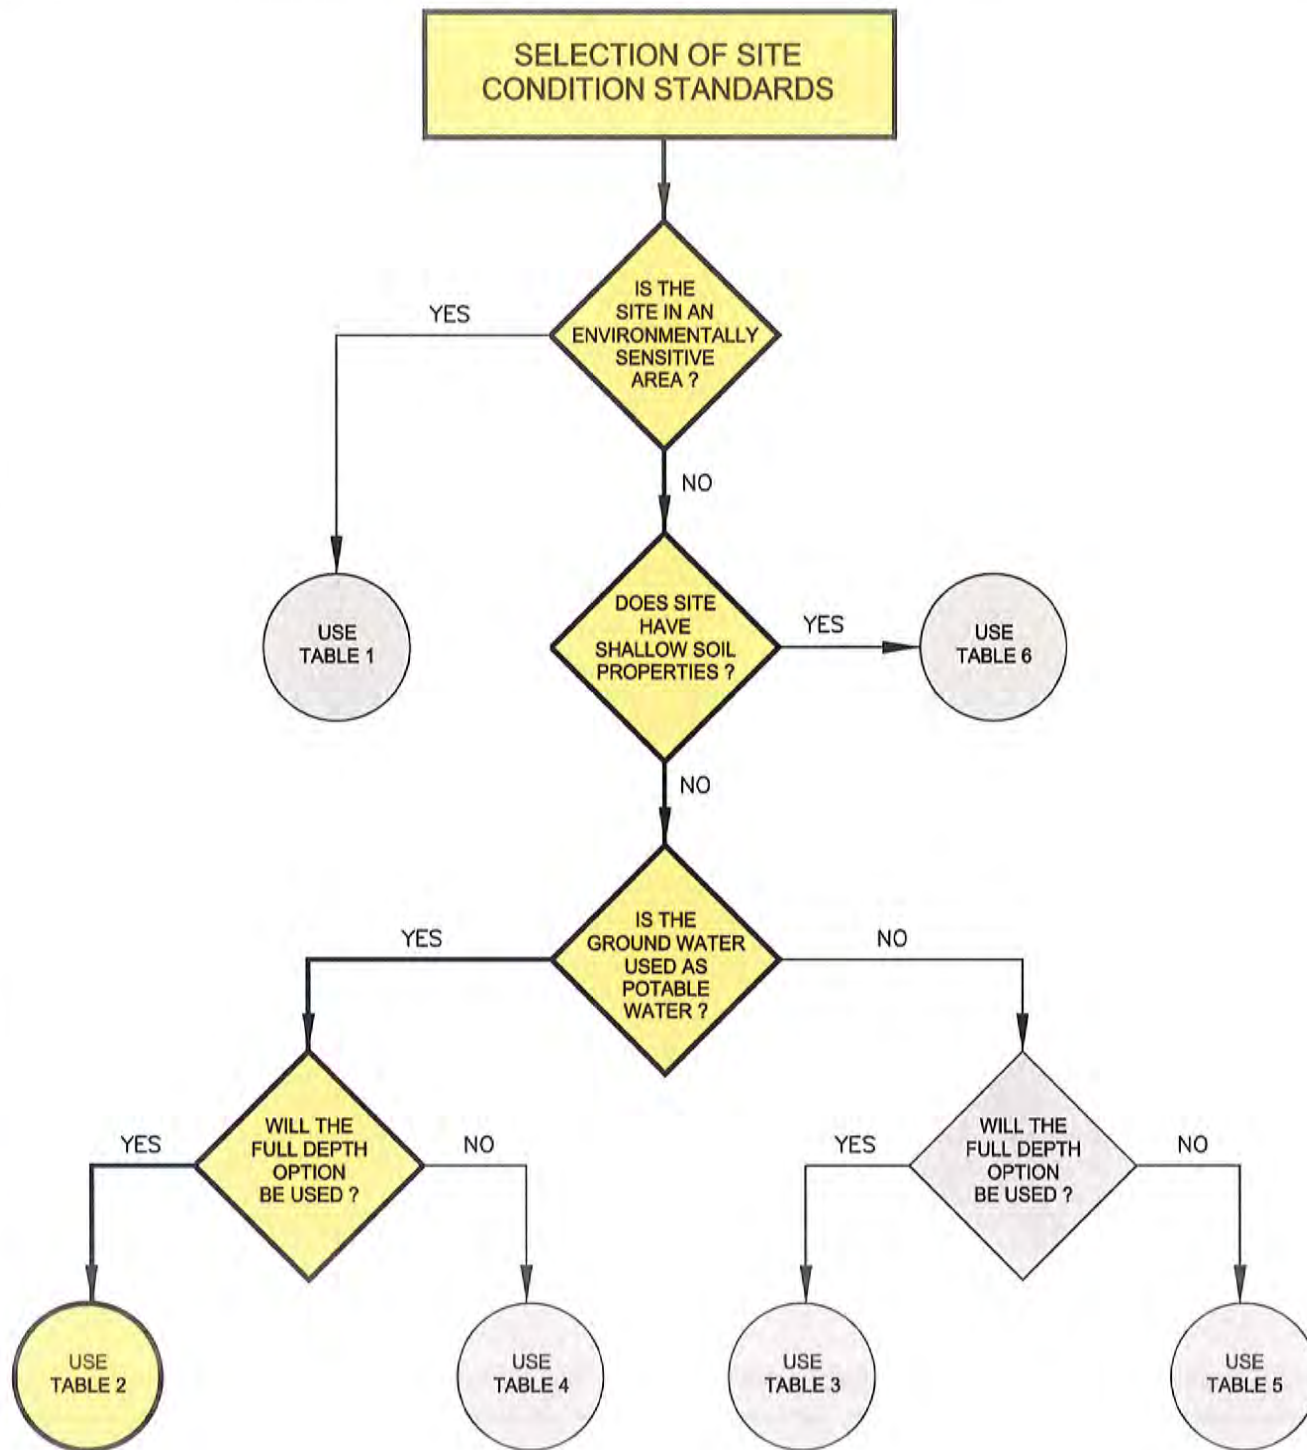 SELECTION OF SITE
CONDITION STANDARDS
IS THE
SITE IN AN
ENVIRONMENTALLY
SENSITIVE
AREA ?
YES
NO
USE
TABLE 1
DOES SITE
HAVE
SHALLOW SOIL
PROPERTIES ?
YES
USE
TABLE 6
NO
IS THE
GROUND WATER
USED AS
POTABLE
WATER ?
YES
NO
WILL THE
FULL DEPTH
OPTION
BE USED ?
YES
NO
WILL THE
FULL DEPTH
OPTION
BE USED ?
YES
NO
USE
TABLE 2
USE
TABLE 4
USE
TABLE 3
USE
TABLE 5